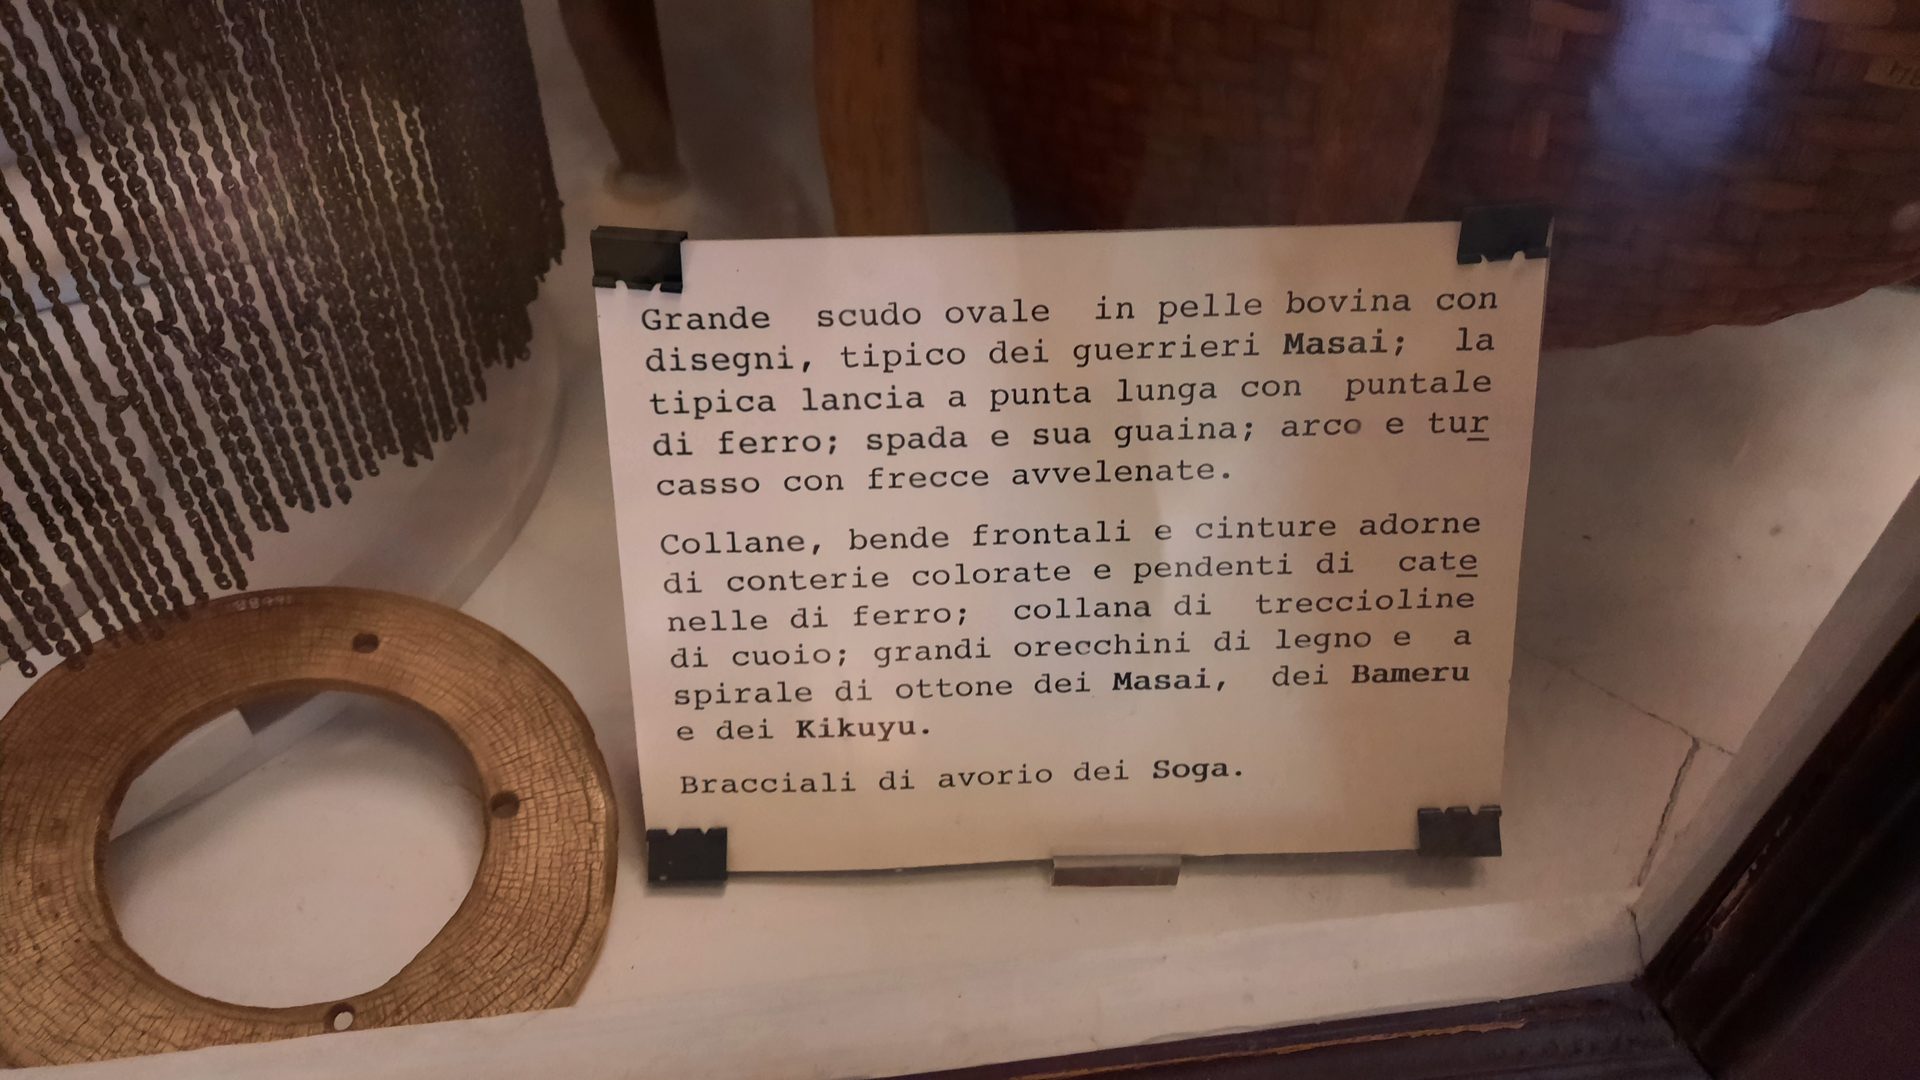 Grande scudo ovale in pelle bovina con
disegni, tipico dei guerrieri Masai; la
tipica lancia a punta lunga con puntale
di ferro; spada e sua guaina; arco e tur
casso con frecce avvelenate.
Collane, bende frontali e cinture adorne
di conterie colorate e pendenti di cate
nelle di ferro; collana di treccioline
di cuoio; grandi orecchini di legno e a
spirale di ottone dei Masai, dei Bameru
e dei Kikuyu.
Bracciali di avorio dei Soga.